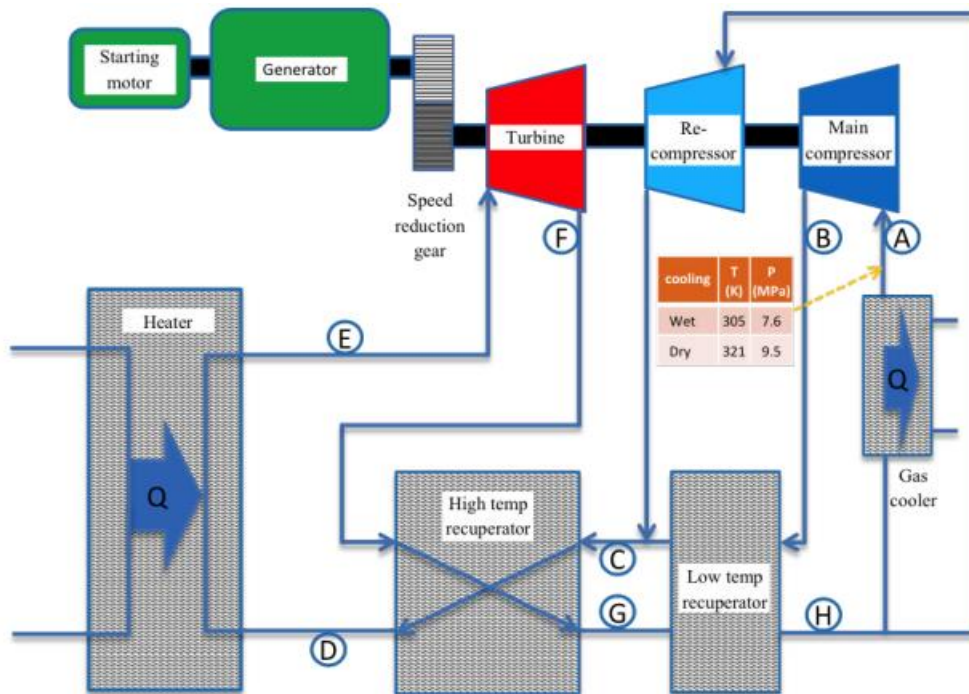 Starting
motor
Generator
Turbine
Re-
compressor
Main
compressor
Speed
reduction
gear
F
B
A
cooling T (K) P (MPa)
Wet 305 7.6
Dry 321 9.5
Heater
E
Q
Q
Gas
cooler
High temp
recuperator
C
Low temp
recuperator
G
H
D